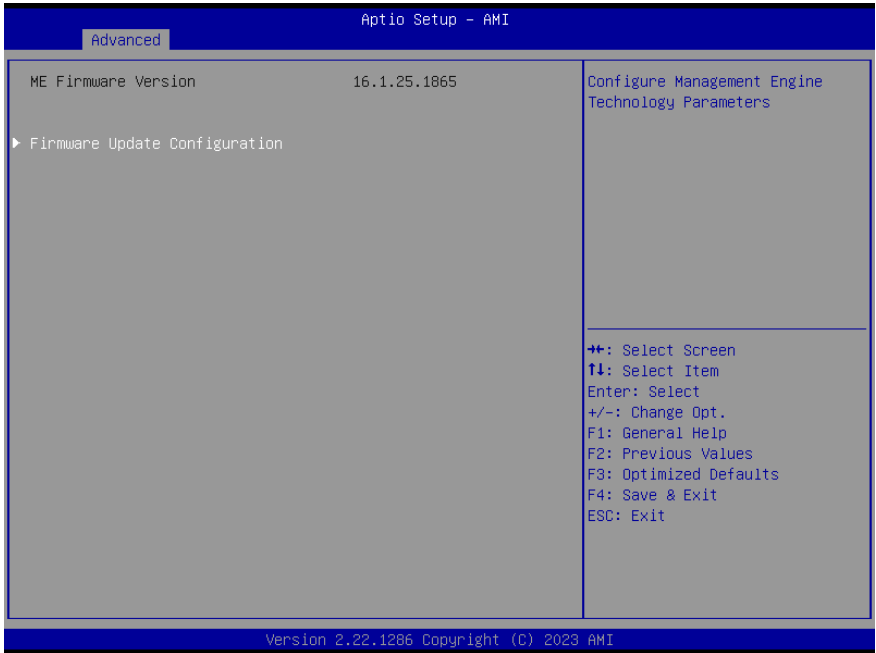 Aptio Setup – AMI
Advanced
ME Firmware Version 16.1.25.1865
▶ Firmware Update Configuration
Configure Management Engine
Technology Parameters
→←: Select Screen
↑↓: Select Item
Enter: Select
+/-: Change Opt.
F1: General Help
F2: Previous Values
F3: Optimized Defaults
F4: Save & Exit
ESC: Exit
Version 2.22.1286 Copyright (C) 2023 AMI